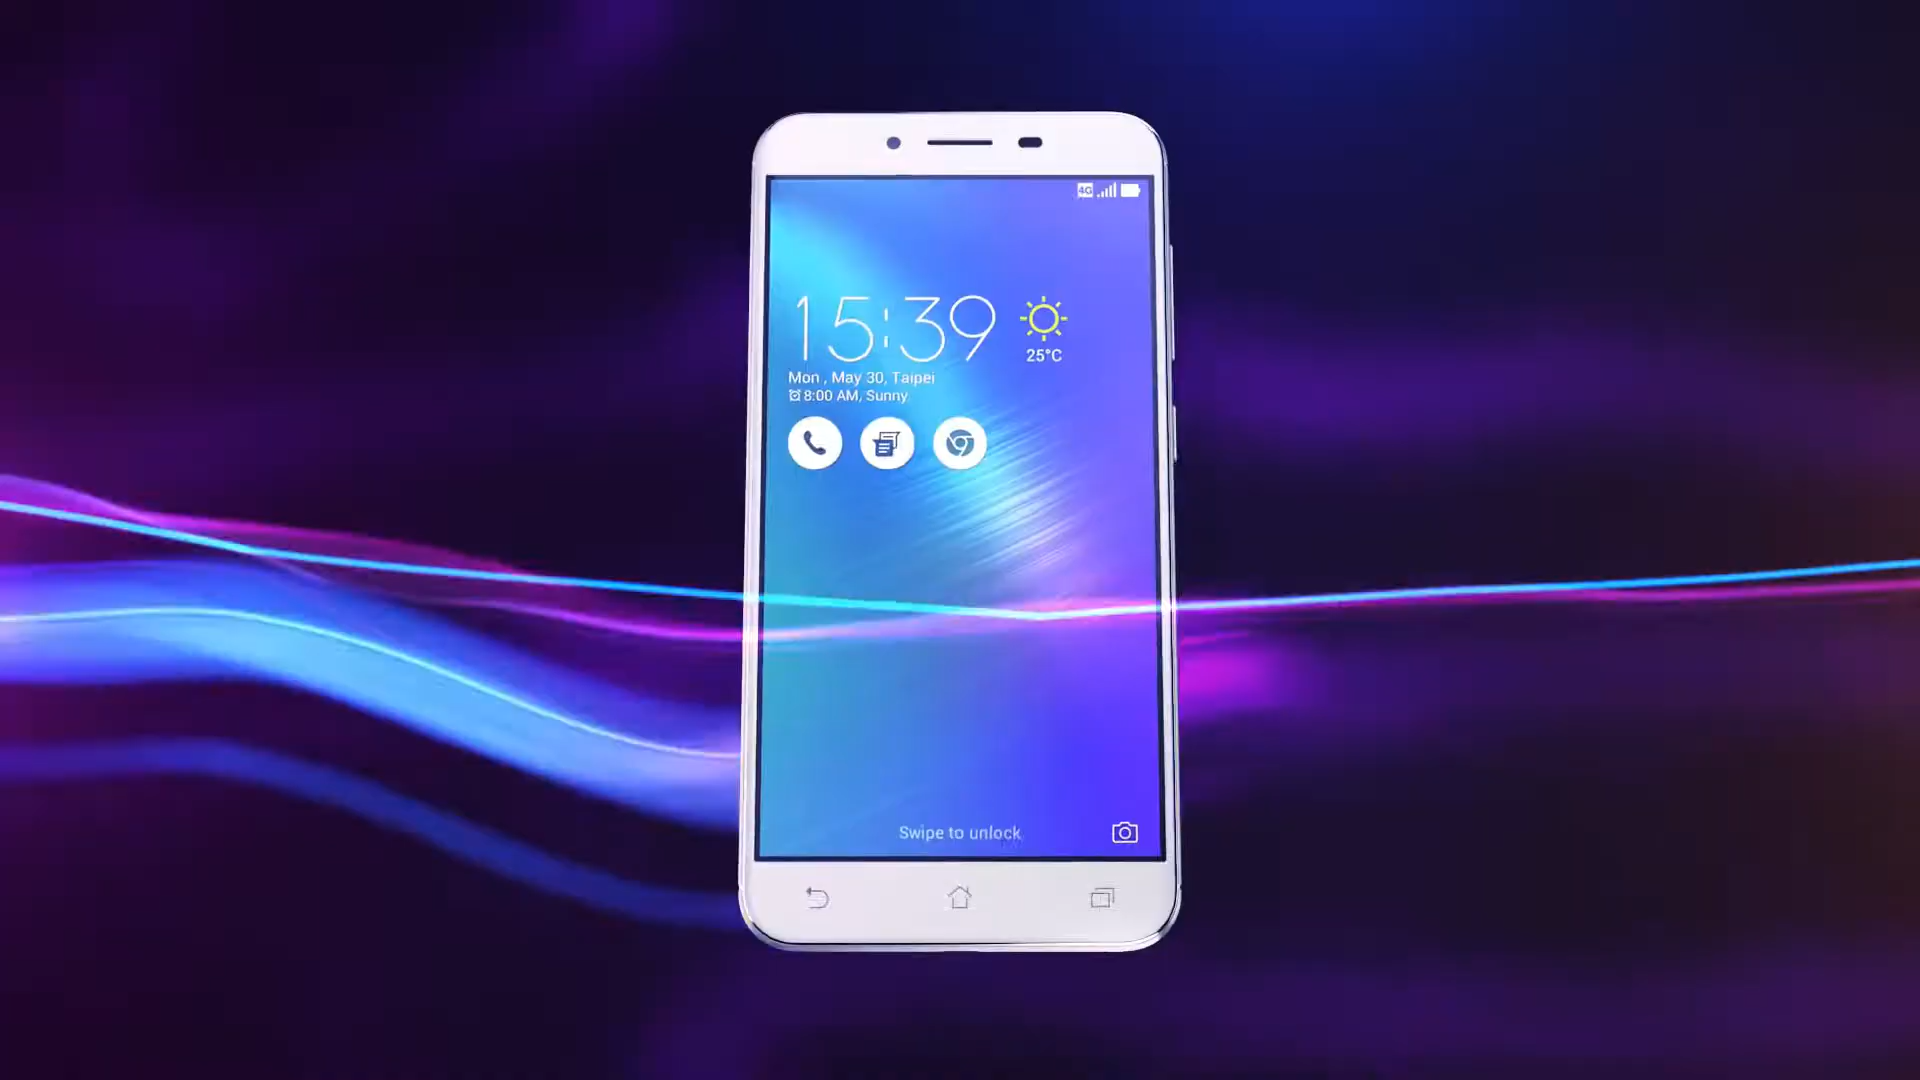 4G
15:39
25°C
Mon , May 30, Taipei
8:00 AM, Sunny
Swipe to unlock